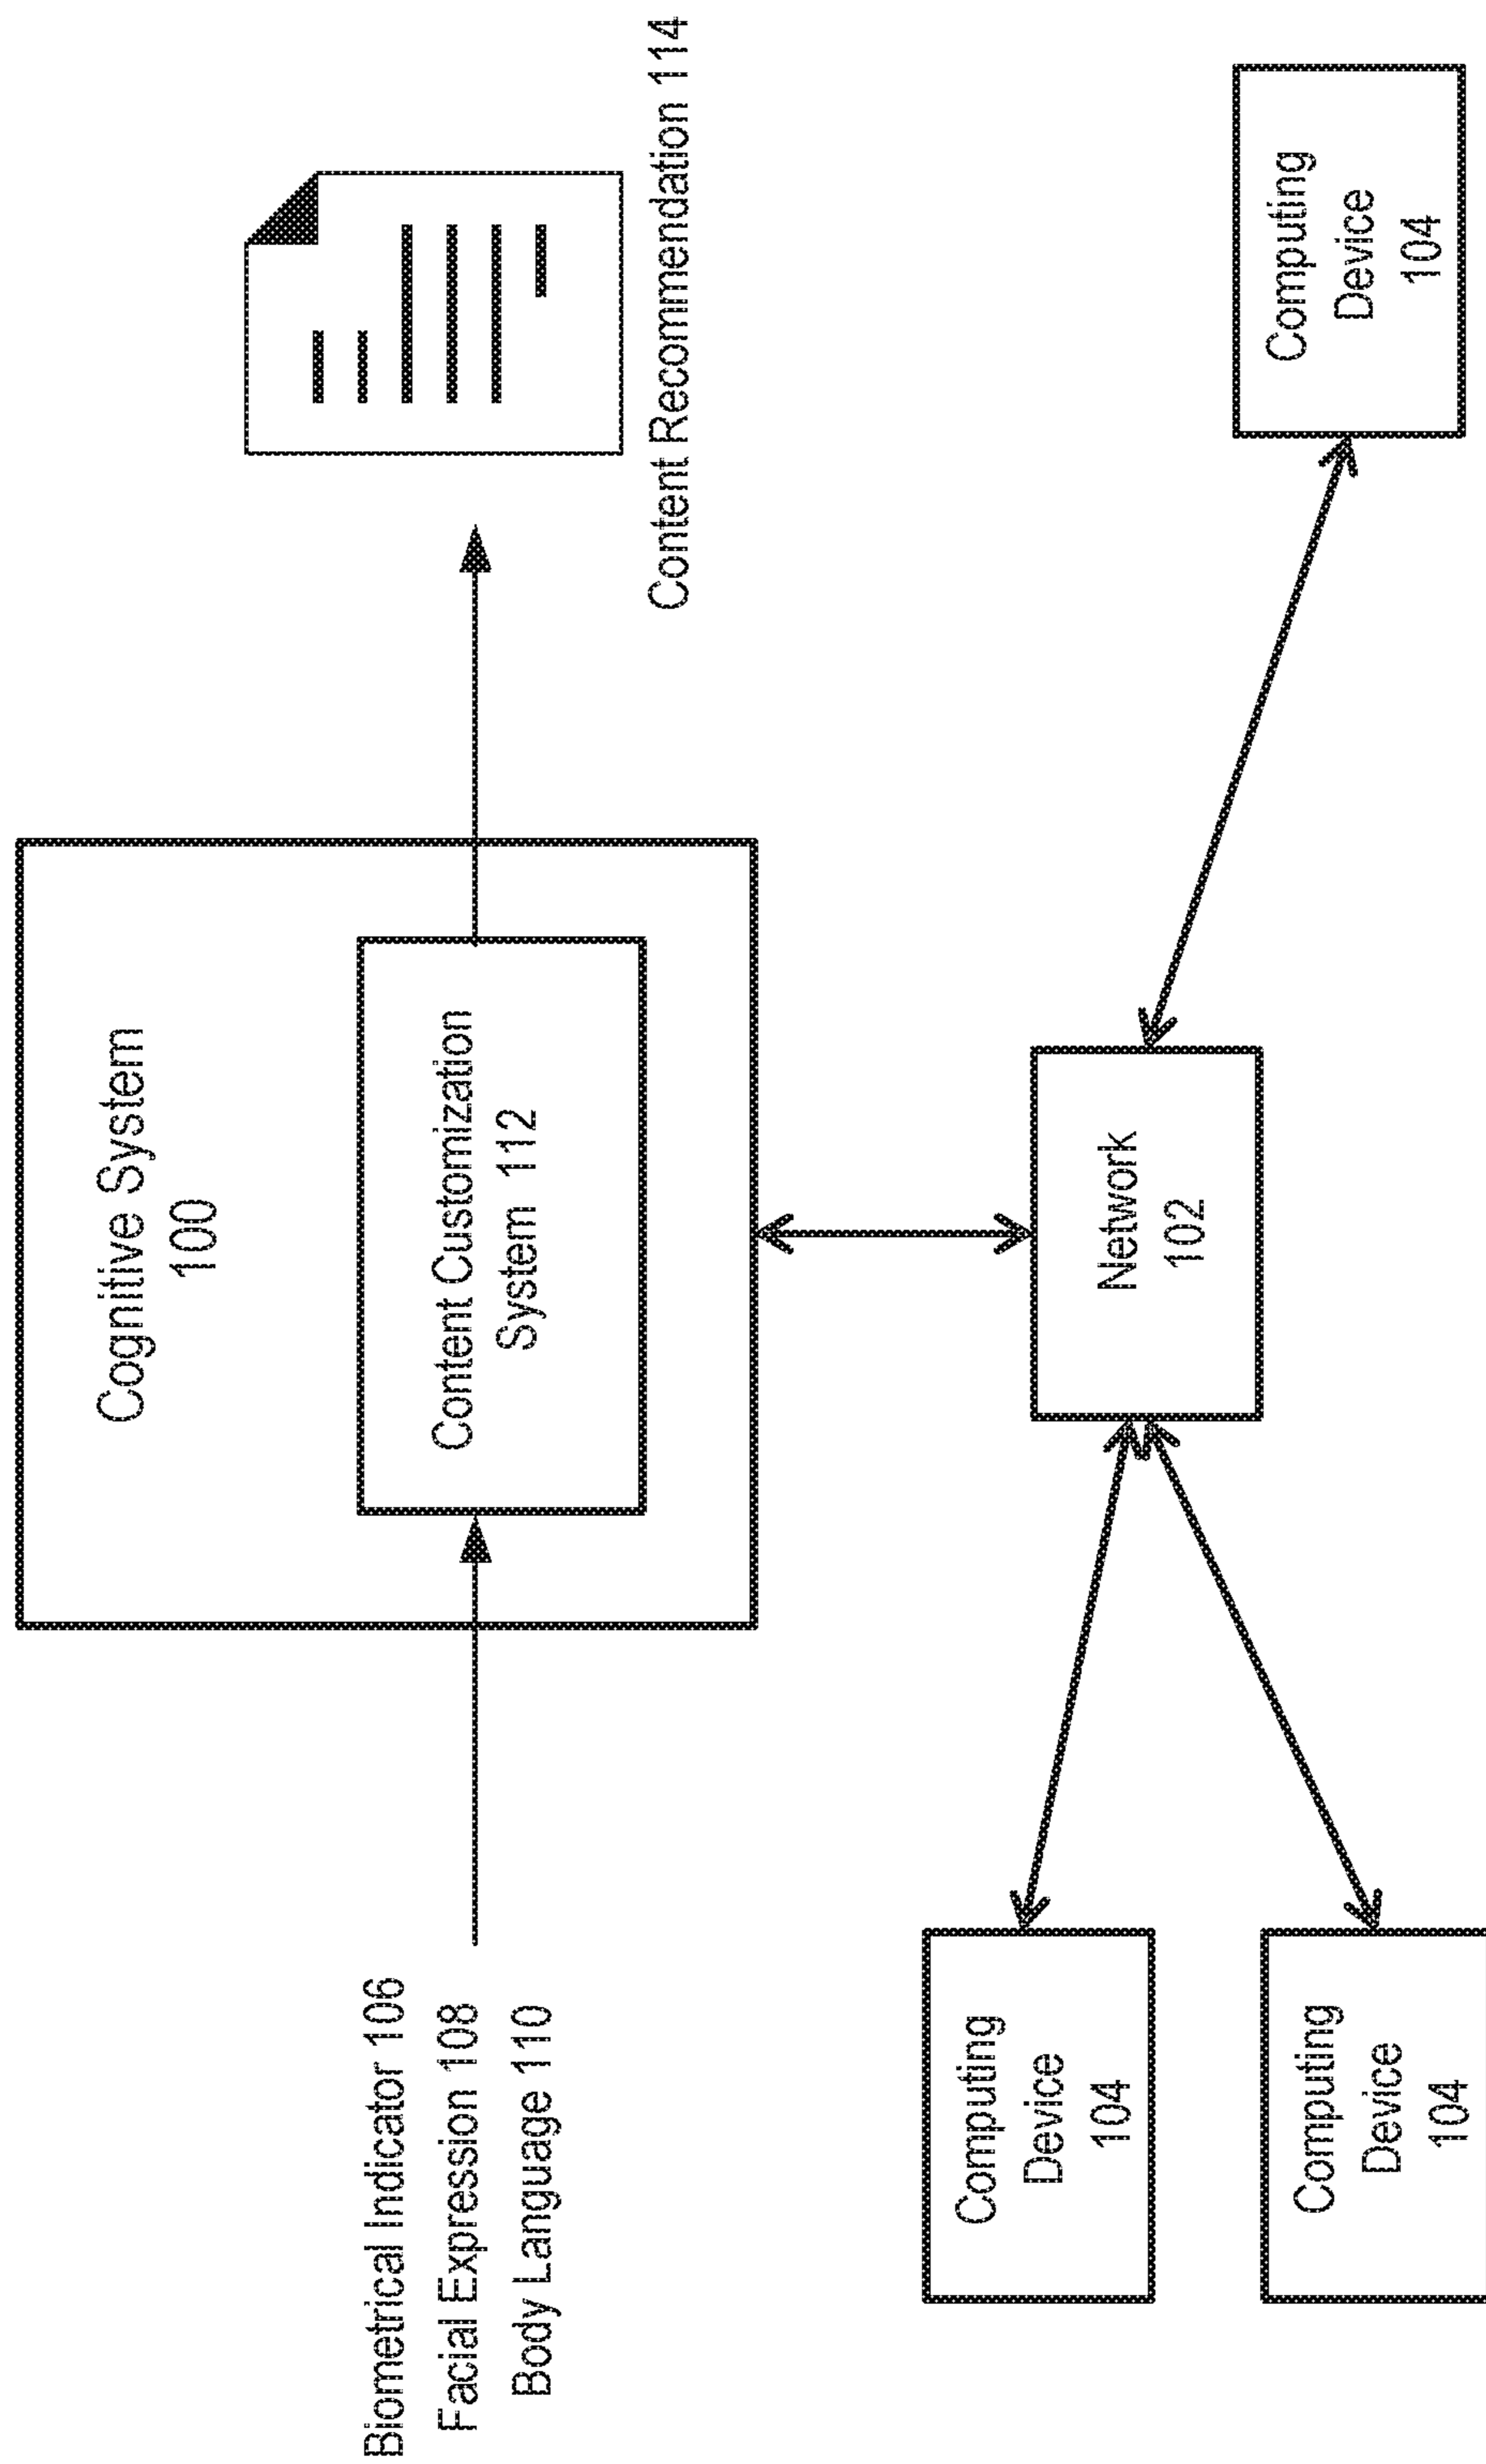 Cognitive System
100
Biometrical Indicator 106
Facial Expression 108
Body Language 110
Content Customization
System 112
Content Recommendation 114
Computing
Device
104
Network
102
Computing
Device
104
Computing
Device
104